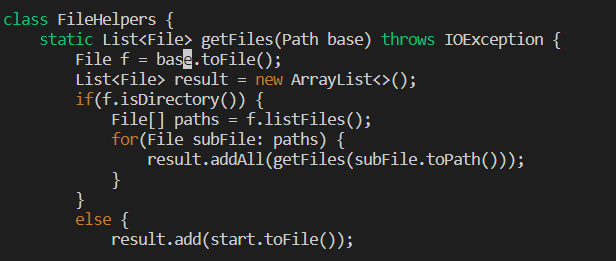 class FileHelpers {
    static List<File> getFiles(Path base) throws IOException {
        File f = base.toFile();
        List<File> result = new ArrayList<>();
        if(f.isDirectory()) {
            File[] paths = f.listFiles();
            for(File subFile: paths) {
                result.addAll(getFiles(subFile.toPath()));
            }
        }
        else {
            result.add(start.toFile());